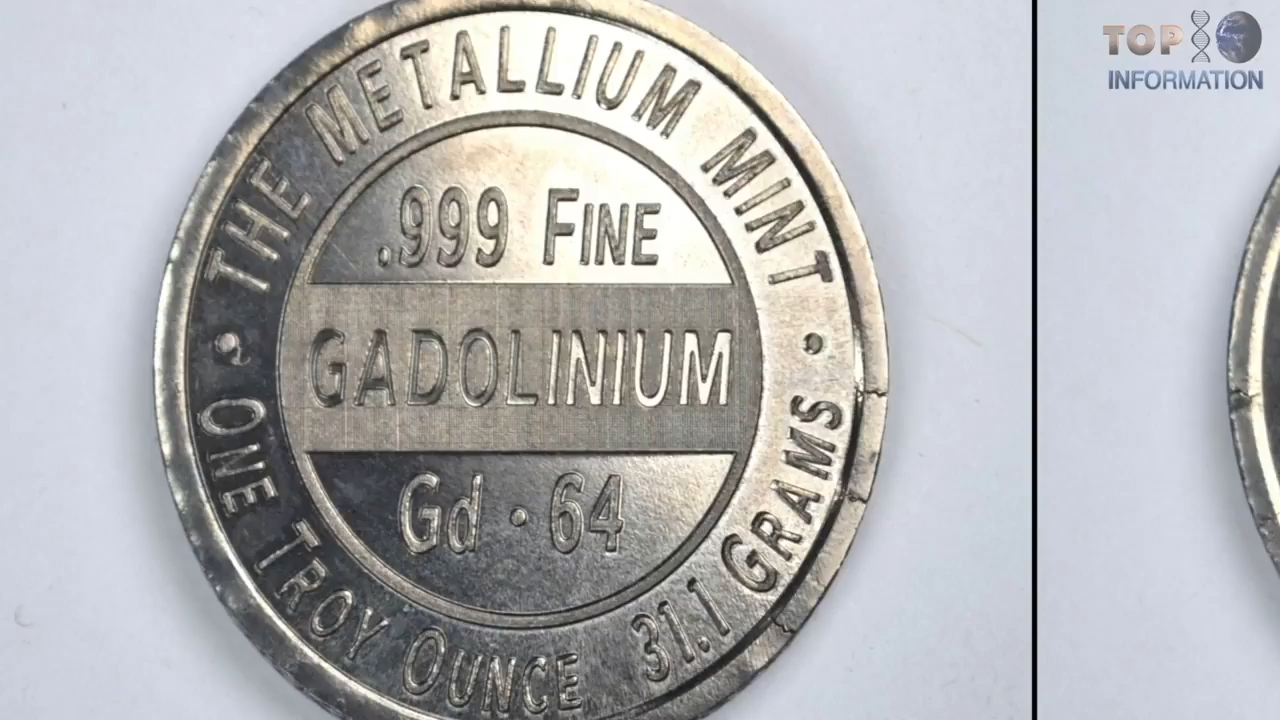 THE METALLIUM MINT
.999 FINE
GADOLINIUM
Gd · 64
ONE TROY OUNCE 31.1 GRAMS
TOP
INFORMATION